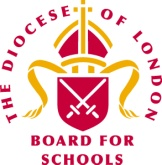 THE DIOCESE OF LONDON
BOARD FOR
SCHOOLS